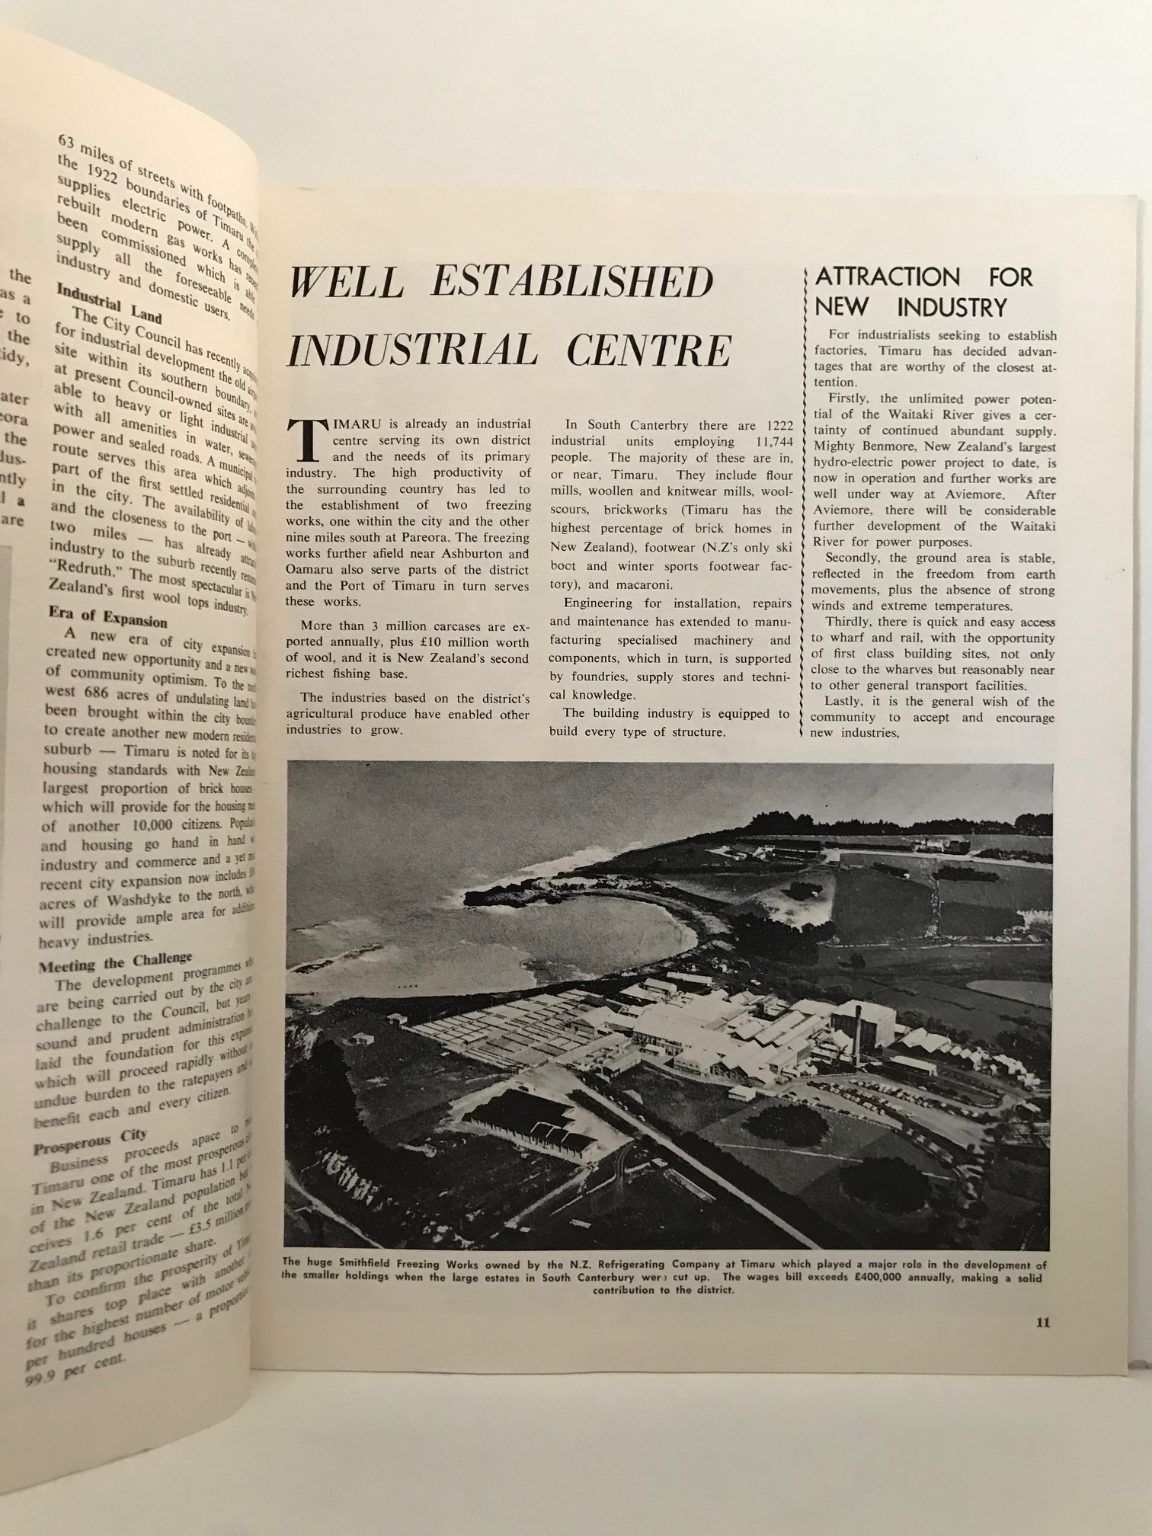 the
as a
to
the
idy,
ater
eora
the
dus-
ntly
l a
are
63 miles of streets with footpaths.
the 1922 boundaries of Timaru the
supplies electric power. A
rebuilt modern gas works has
been commissioned which is
supply all the foreseeable needs
industry and domestic users.
Industrial Land
The City Council has recently
for industrial development the old
site within its southern boundary,
at present Council-owned sites are
able to heavy or light industrial
with all amenities in water,
power and sealed roads. A municipal
route serves this area which
part of the first settled residential
in the city. The availability of
and the closeness to the port —
two miles — has already
industry to the suburb recently
"Redruth." The most spectacular is
Zealand's first wool tops industry.
Era of Expansion
A new era of city expansion
created new opportunity and a new
of community optimism. To the
west 686 acres of undulating land
been brought within the city
to create another new modern
suburb — Timaru is noted for its
housing standards with New
largest proportion of brick houses
which will provide for the housing
of another 10,000 citizens.
and housing go hand in hand
industry and commerce and a yet
recent city expansion now includes
acres of Washdyke to the north,
will provide ample area for
heavy industries.
Meeting the Challenge
The development programmes
are being carried out by the city
challenge to the Council, but
sound and prudent administration
laid the foundation for this
which will proceed rapidly without
undue burden to the ratepayers and
benefit each and every citizen.
Prosperous City
Business proceeds apace to
Timaru one of the most prosperous
in New Zealand. Timaru has 1.1
of the New Zealand population
ceives 1.6 per cent of the total
Zealand retail trade — £3.5 million
than its proportionate share.
To confirm the prosperity of
it shares top place with another
for the highest number of motor
per hundred houses — a
99.9 per cent.
WELL ESTABLISHED
INDUSTRIAL CENTRE
TIMARU is already an industrial
centre serving its own district
and the needs of its primary
industry. The high productivity of
the surrounding country has led to
the establishment of two freezing
works, one within the city and the other
nine miles south at Pareora. The freezing
works further afield near Ashburton and
Oamaru also serve parts of the district
and the Port of Timaru in turn serves
these works.
More than 3 million carcases are ex-
ported annually, plus £10 million worth
of wool, and it is New Zealand's second
richest fishing base.
The industries based on the district's
agricultural produce have enabled other
industries to grow.
In South Canterbry there are 1222
industrial units employing 11,744
people. The majority of these are in,
or near, Timaru. They include flour
mills, woollen and knitwear mills, wool-
scours, brickworks (Timaru has the
highest percentage of brick homes in
New Zealand), footwear (N.Z's only ski
boot and winter sports footwear fac-
tory), and macaroni.
Engineering for installation, repairs
and maintenance has extended to manu-
facturing specialised machinery and
components, which in turn, is supported
by foundries, supply stores and techni-
cal knowledge.
The building industry is equipped to
build every type of structure.
ATTRACTION FOR
NEW INDUSTRY
For industrialists seeking to establish
factories, Timaru has decided advan-
tages that are worthy of the closest at-
tention.
Firstly, the unlimited power poten-
tial of the Waitaki River gives a cer-
tainty of continued abundant supply.
Mighty Benmore, New Zealand's largest
hydro-electric power project to date, is
now in operation and further works are
well under way at Aviemore. After
Aviemore, there will be considerable
further development of the Waitaki
River for power purposes.
Secondly, the ground area is stable,
reflected in the freedom from earth
movements, plus the absence of strong
winds and extreme temperatures.
Thirdly, there is quick and easy access
to wharf and rail, with the opportunity
of first class building sites, not only
close to the wharves but reasonably near
to other general transport facilities.
Lastly, it is the general wish of the
community to accept and encourage
new industries,
The huge Smithfield Freezing Works owned by the N.Z. Refrigerating Company at Timaru which played a major role in the development of
the smaller holdings when the large estates in South Canterbury were cut up. The wages bill exceeds £400,000 annually, making a solid
contribution to the district.
11